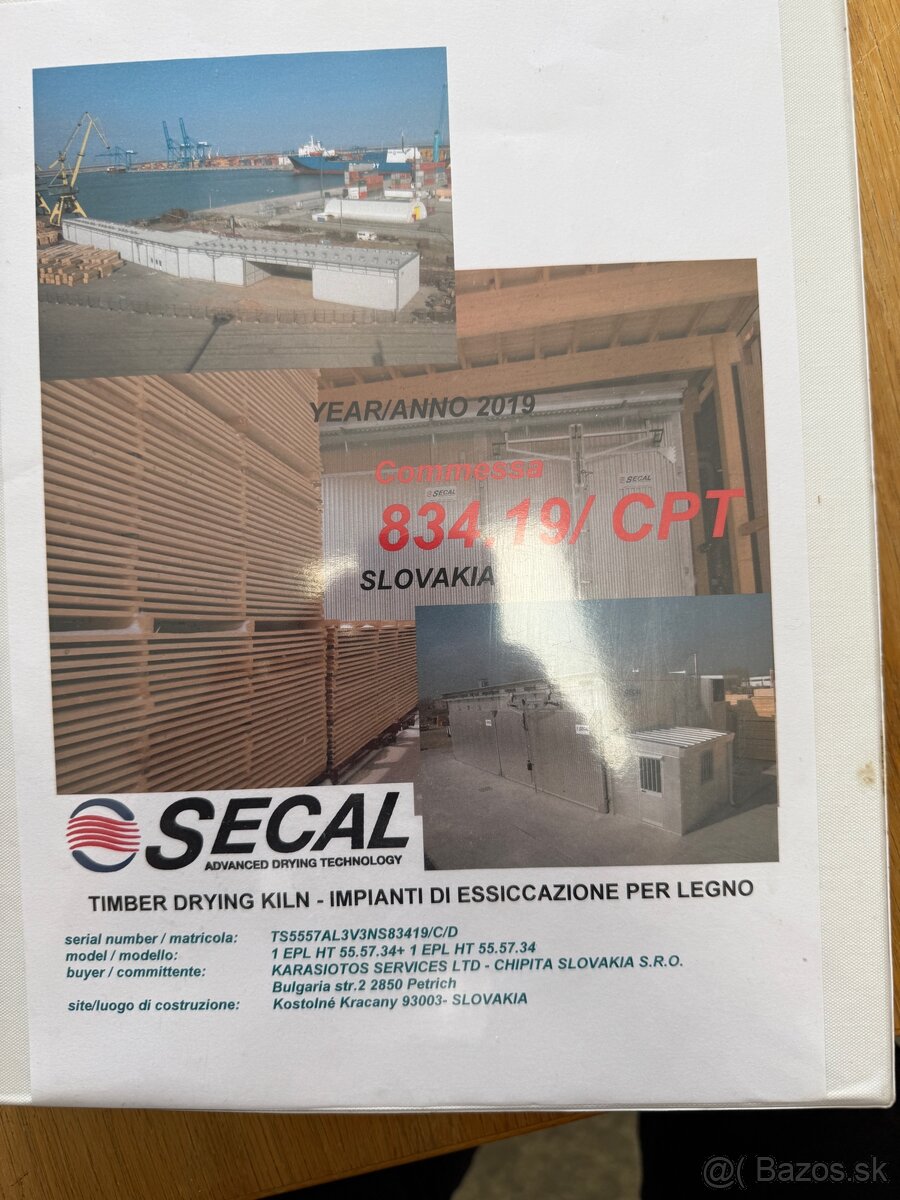 YEAR/ANNO 2019
Commessa
SECAL
SECAL
834.19/ CPT
SLOVAKIA
SECAL
ADVANCED DRYING TECHNOLOGY
TIMBER DRYING KILN - IMPIANTI DI ESSICCAZIONE PER LEGNO
serial number / matricola: TS5557AL3V3NS83419/C/D
model / modello: 1 EPL HT 55.57.34+ 1 EPL HT 55.57.34
buyer / committente: KARASIOTOS SERVICES LTD - CHIPITA SLOVAKIA S.R.O.
Bulgaria str.2 2850 Petrich
site/luogo di costruzione: Kostolné Kracany 93003- SLOVAKIA
@( Bazos.sk